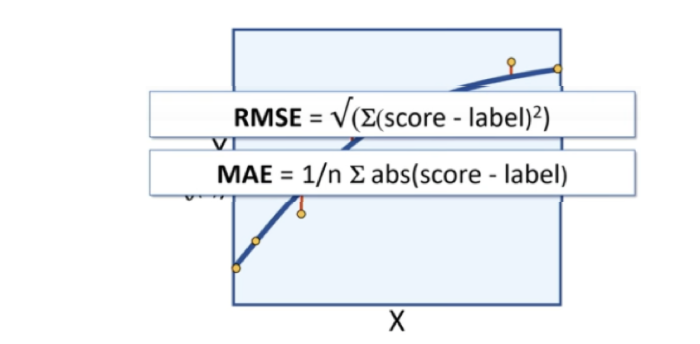 RMSE = √(Σ(score - label)²)
MAE = 1/n Σ abs(score - label)
X